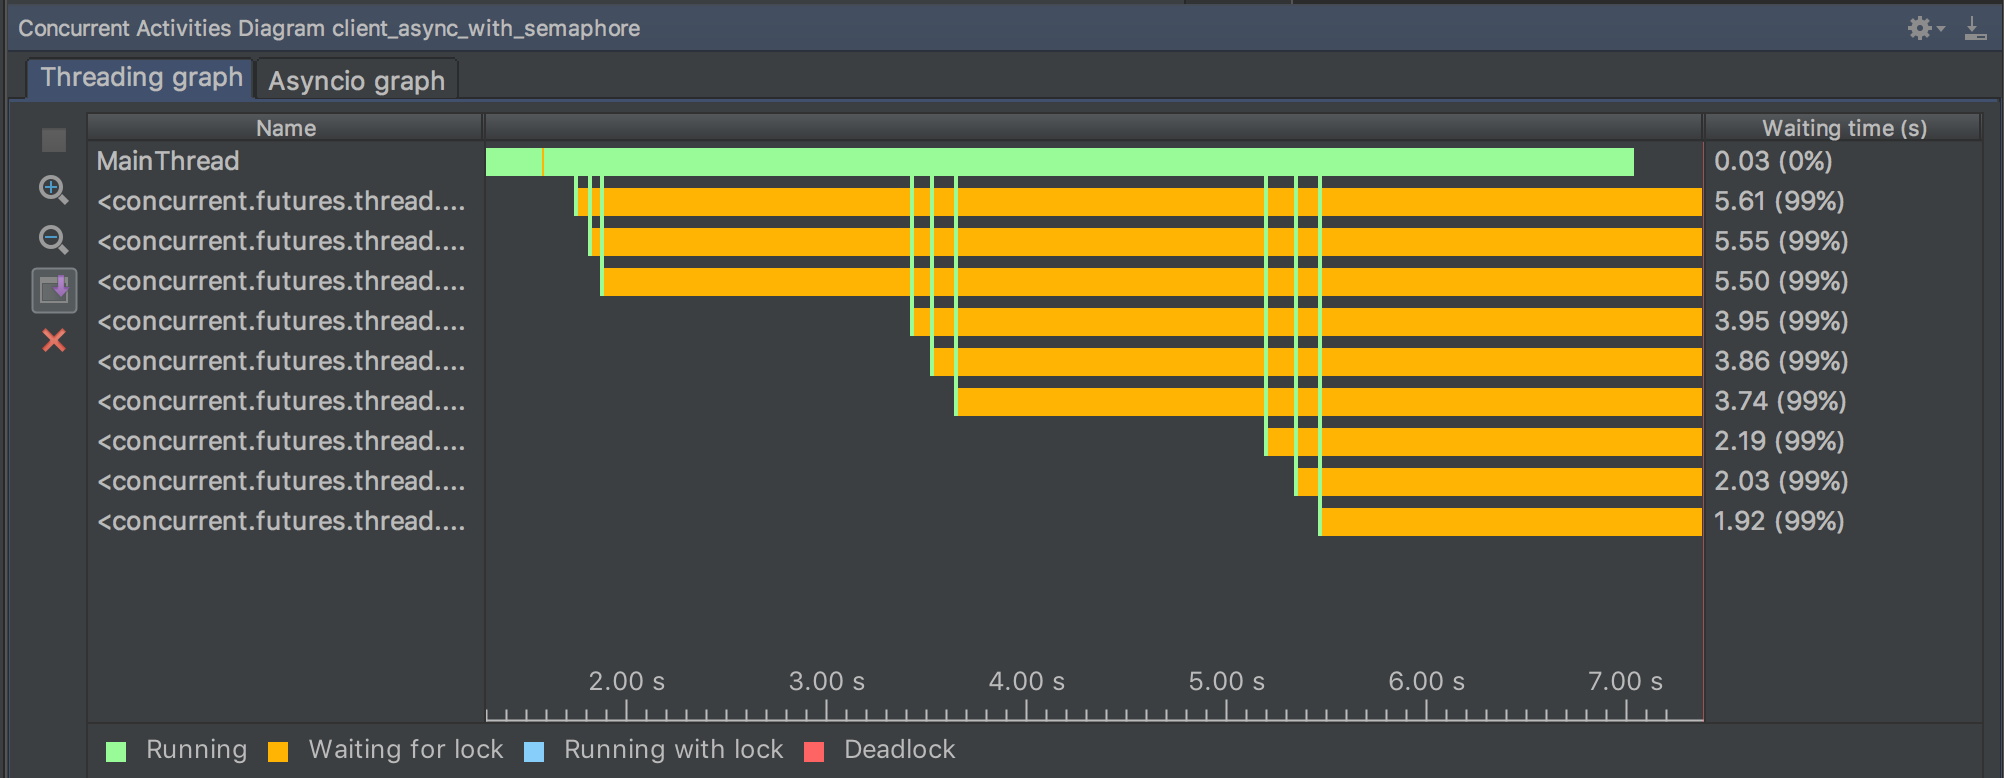 Concurrent Activities Diagram client_async_with_semaphore
Threading graph Asyncio graph
Name Waiting time (s)
MainThread 0.03 (0%)
<concurrent.futures.thread.... 5.61 (99%)
<concurrent.futures.thread.... 5.55 (99%)
<concurrent.futures.thread.... 5.50 (99%)
<concurrent.futures.thread.... 3.95 (99%)
<concurrent.futures.thread.... 3.86 (99%)
<concurrent.futures.thread.... 3.74 (99%)
<concurrent.futures.thread.... 2.19 (99%)
<concurrent.futures.thread.... 2.03 (99%)
<concurrent.futures.thread.... 1.92 (99%)
2.00 s 3.00 s 4.00 s 5.00 s 6.00 s 7.00 s
Running Waiting for lock Running with lock Deadlock